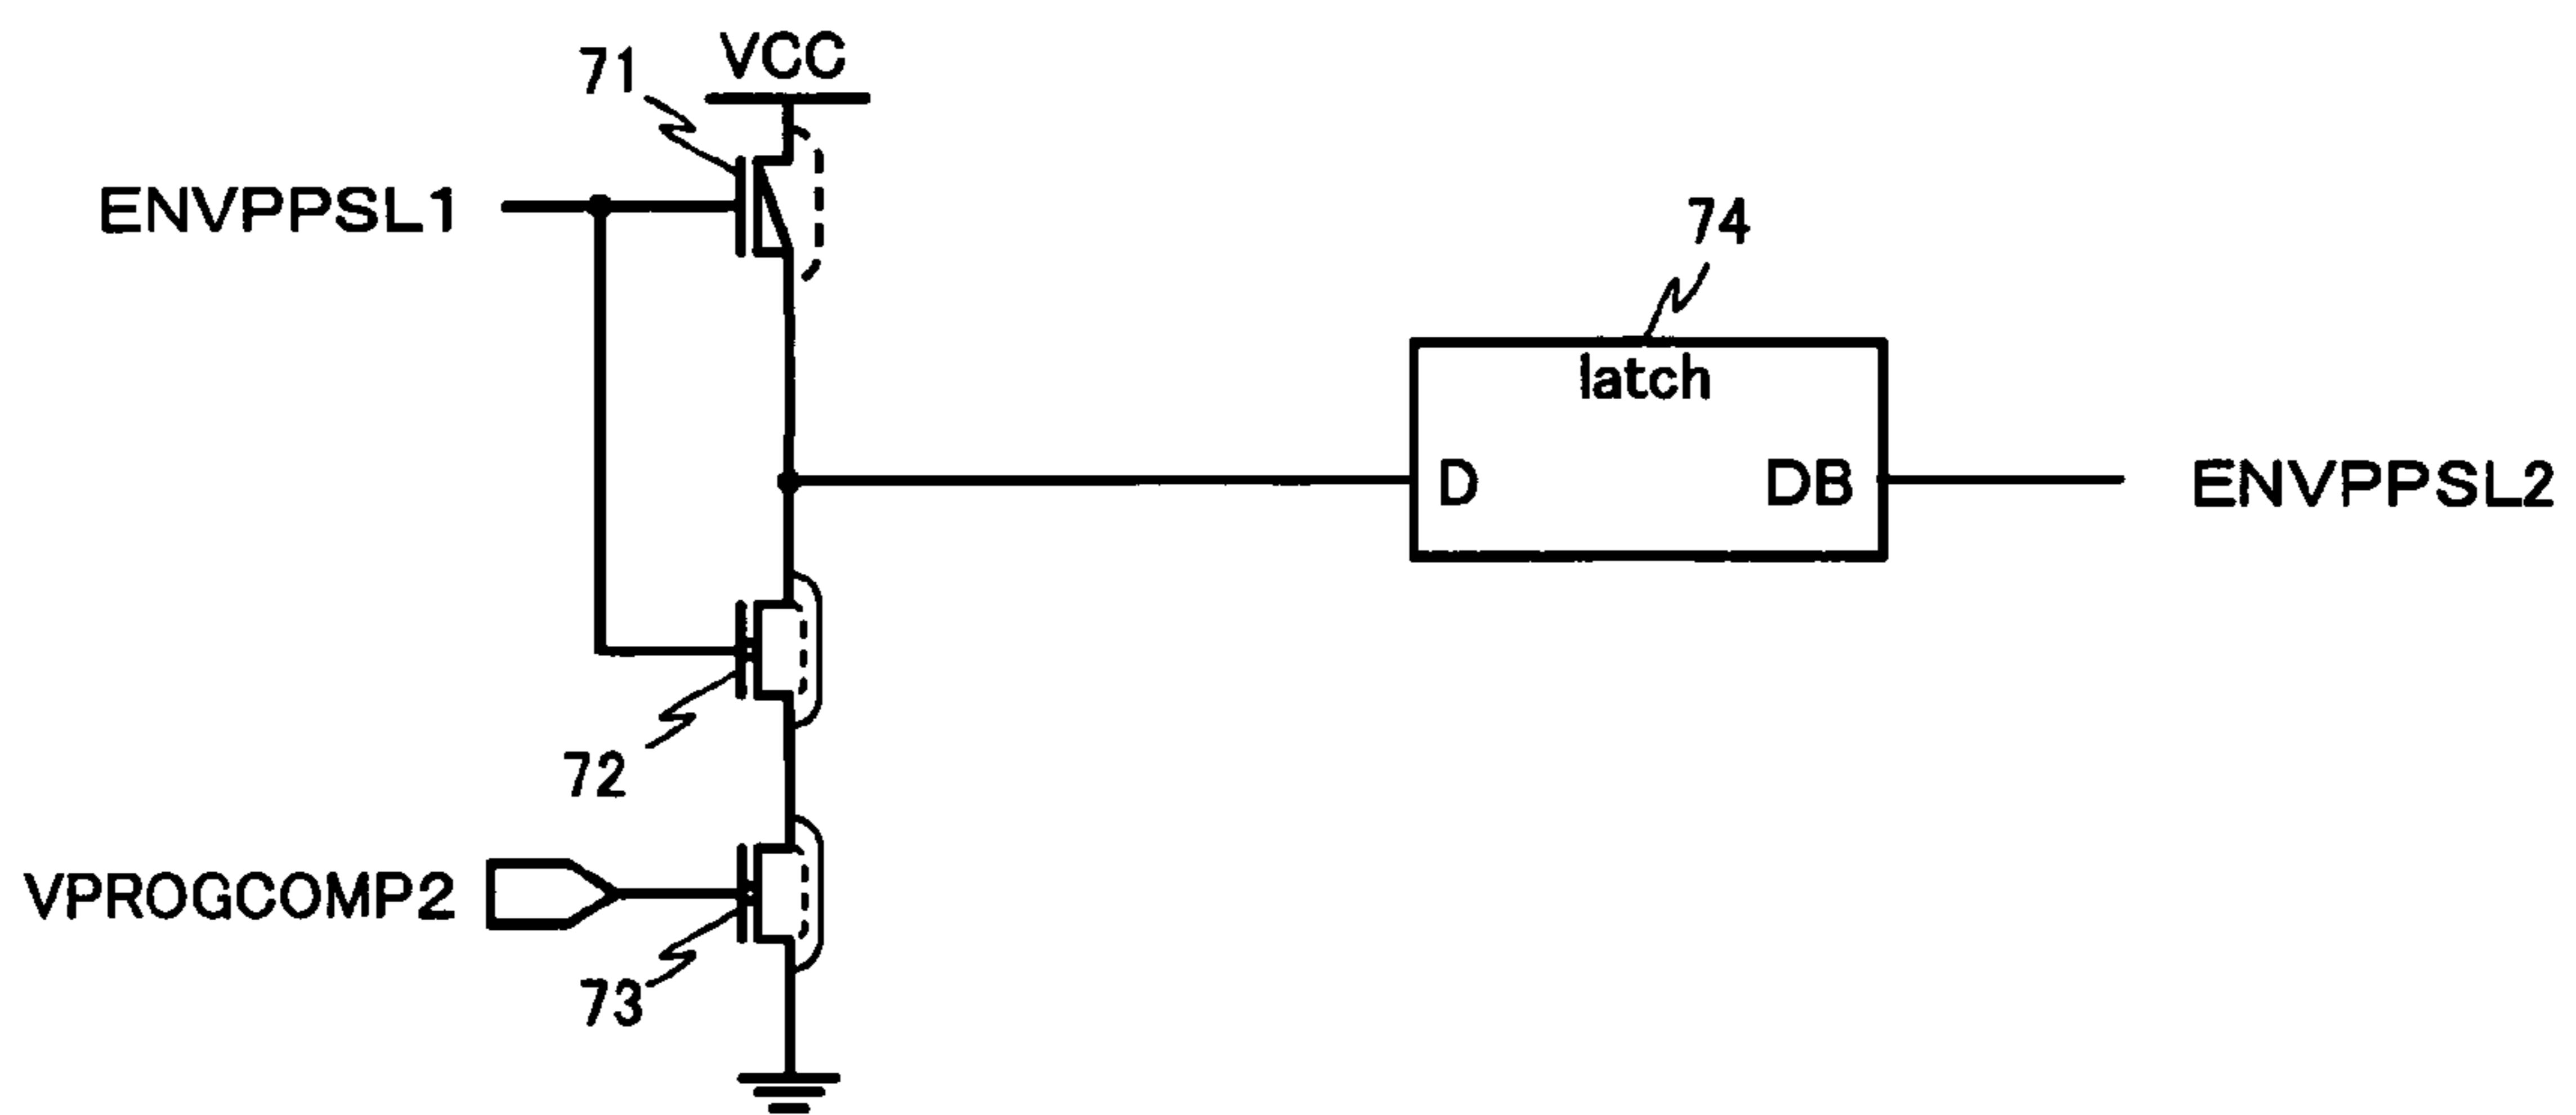 71
VCC
ENVPPSL1
74
latch
D
DB
ENVPPSL2
72
VPROGCOMP2
73